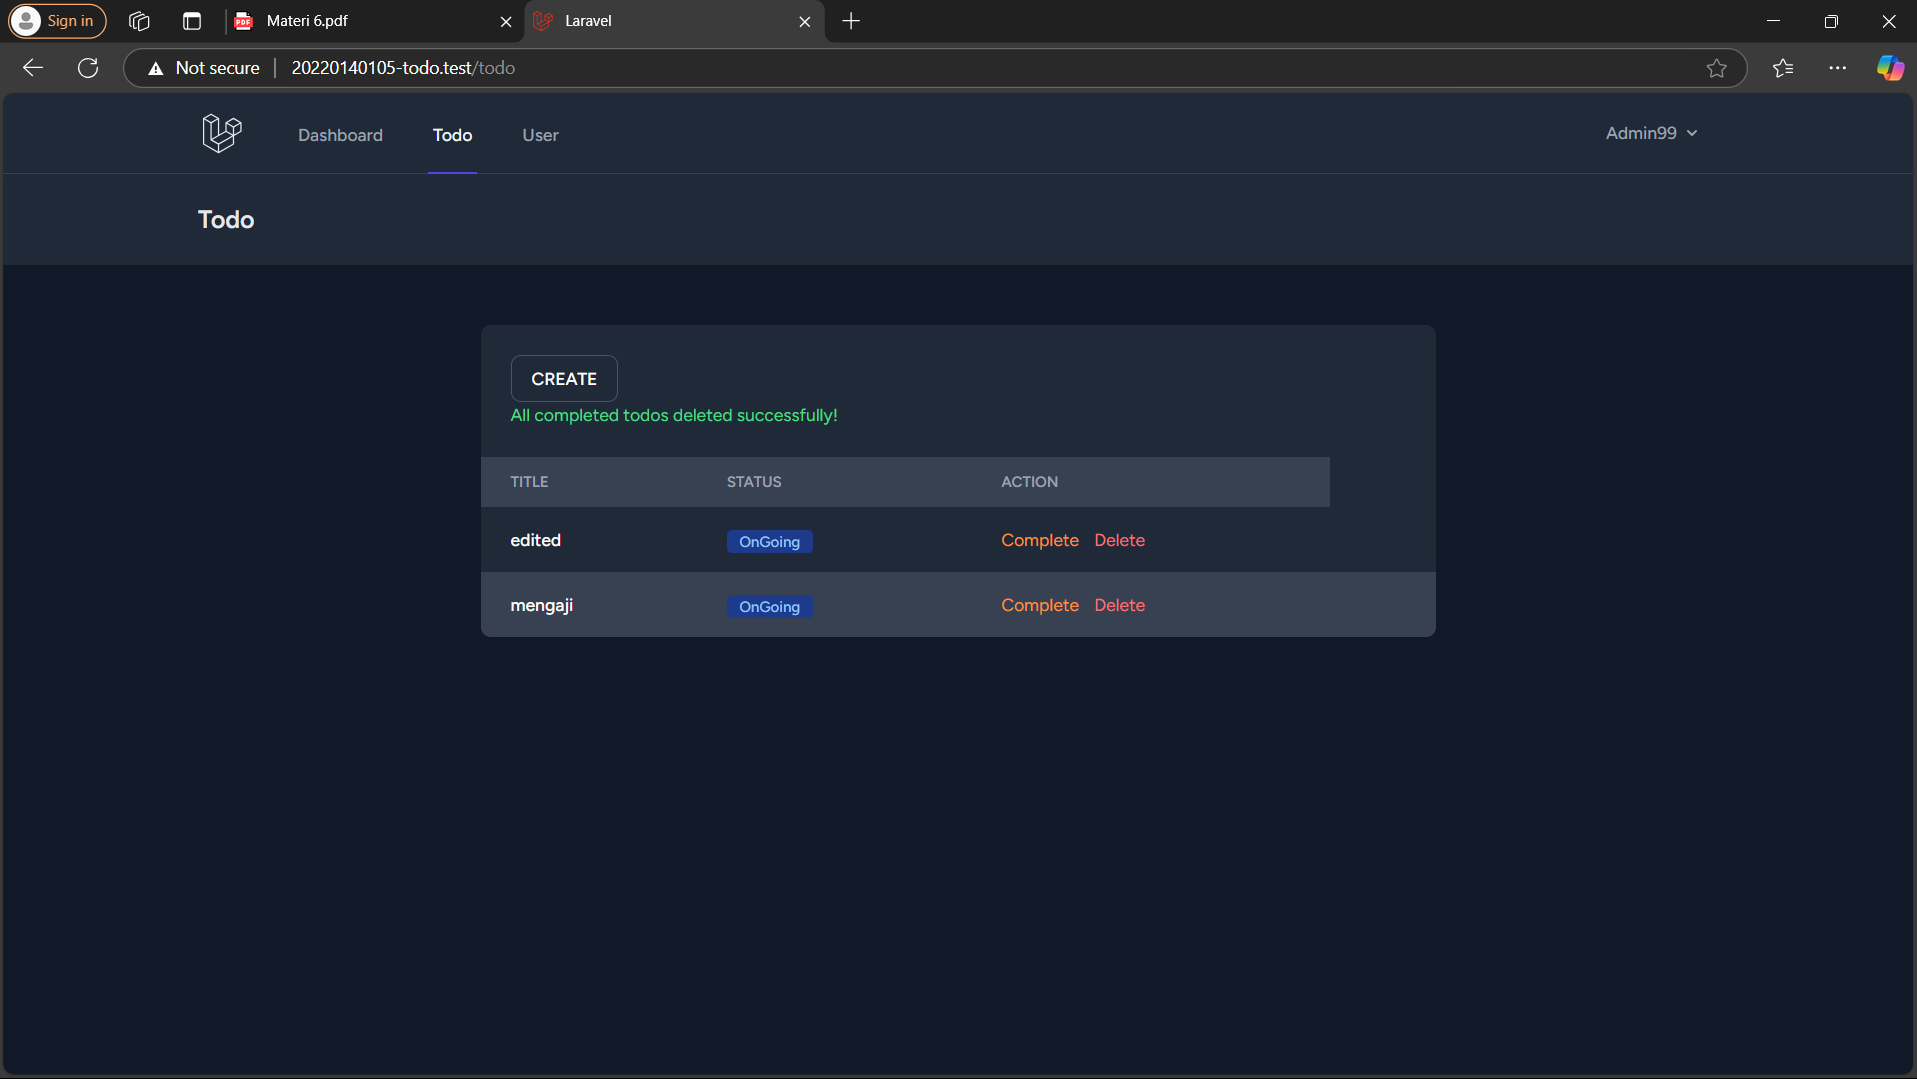 Sign in
Materi 6.pdf
Laravel
Not secure
20220140105-todo.test/todo
Dashboard
Todo
User
Admin99
Todo
CREATE
All completed todos deleted successfully!
TITLE STATUS ACTION
edited OnGoing Complete Delete
mengaji OnGoing Complete Delete